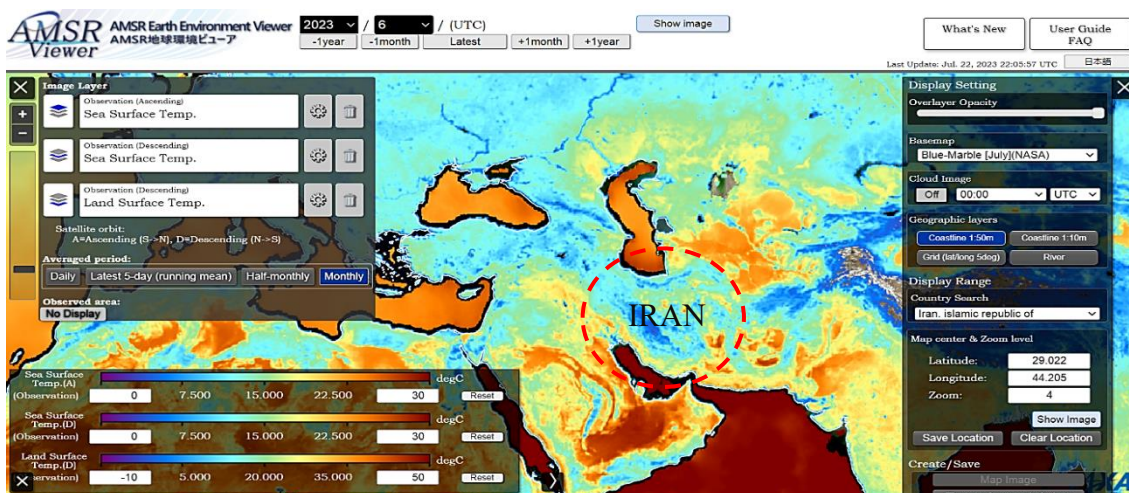 AMSR Viewer
AMSR Earth Environment Viewer
AMSR地球環境ビューア
2023 / 6 / (UTC)
-1year -1month Latest +1month +1year
Show image
What's New
User Guide FAQ
Last Update: Jul. 22, 2023 22:05:57 UTC
日本語
Image Layer
Observation (Ascending)
Sea Surface Temp.
Observation (Descending)
Sea Surface Temp.
Observation (Descending)
Land Surface Temp.
Satellite orbit:
A=Ascending (S->N), D=Descending (N->S)
Averaged period:
Daily Latest 5-day (running mean) Half-monthly Monthly
Observed area:
No Display
IRAN
Sea Surface Temp.(A) degC
(Observation) 0 7.500 15.000 22.500 30 Reset
Sea Surface Temp.(D) degC
(Observation) 0 7.500 15.000 22.500 30 Reset
Land Surface Temp.(D) degC
-10 5.000 20.000 35.000 50 Reset
Display Setting
Overlayer Opacity
Basemap
Blue-Marble [July](NASA)
Cloud Image
Off 00:00 UTC
Geographic layers
Coastline 1:50m Coastline 1:10m
Grid (lat/long 5deg) River
Display Range
Country Search
Iran. islamic republic of
Map center & Zoom level
Latitude: 29.022
Longitude: 44.205
Zoom: 4
Show Image
Save Location Clear Location
Create/Save
Map Image